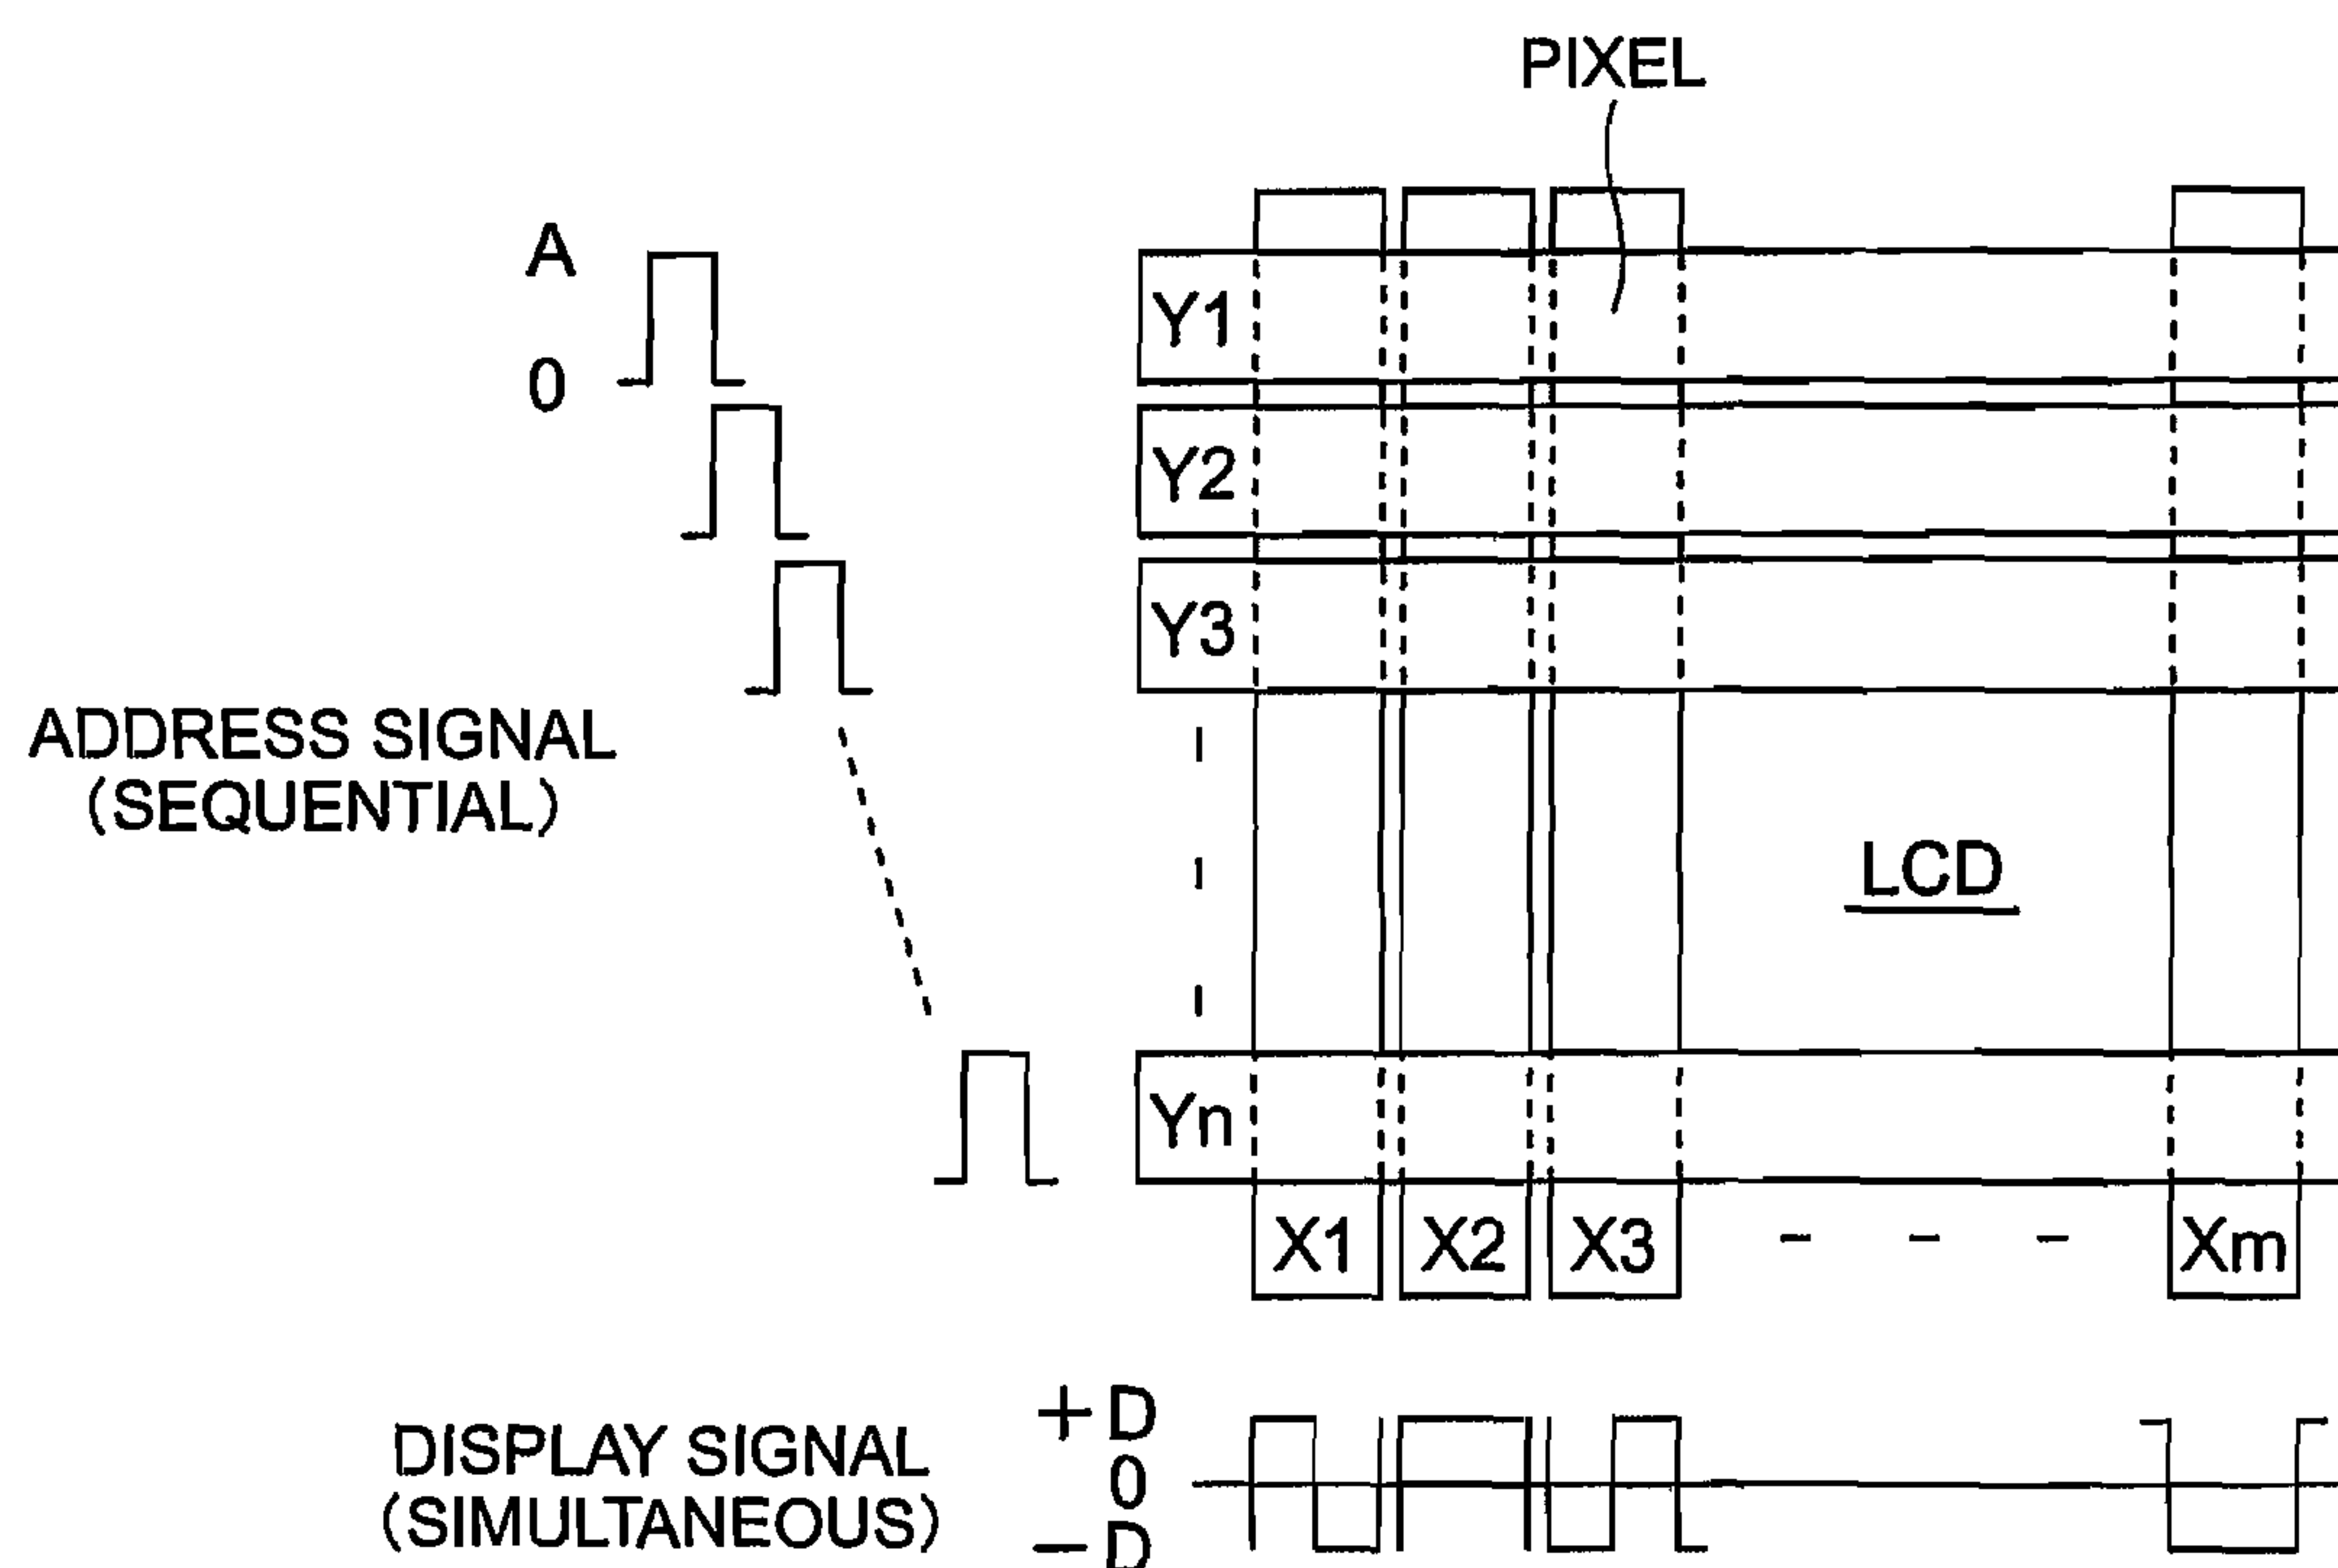 PIXEL
A
0
Y1
Y2
Y3
ADDRESS SIGNAL
(SEQUENTIAL)
LCD
Yn
X1 X2 X3 - - - Xm
+D
0
-D
DISPLAY SIGNAL
(SIMULTANEOUS)